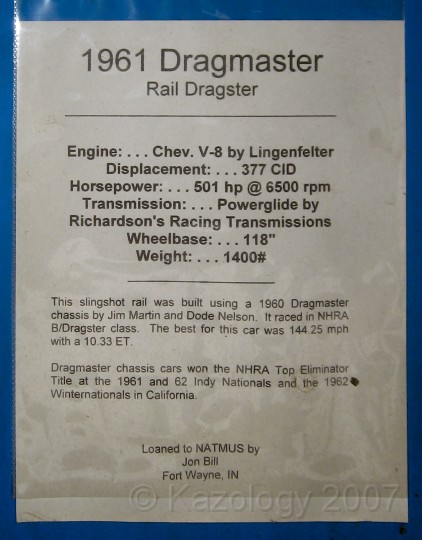 1961 Dragmaster
Rail Dragster
Engine: . . . Chev. V-8 by Lingenfelter
Displacement: . . . 377 CID
Horsepower: . . . 501 hp @ 6500 rpm
Transmission: . . . Powerglide by
Richardson's Racing Transmissions
Wheelbase: . . . 118"
Weight: . . . 1400#
This slingshot rail was built using a 1960 Dragmaster
chassis by Jim Martin and Dode Nelson. It raced in NHRA
B/Dragster class. The best for this car was 144.25 mph
with a 10.33 ET.
Dragmaster chassis cars won the NHRA Top Eliminator
Title at the 1961 and 62 Indy Nationals and the 1962
Winternationals in California.
Loaned to NATMUS by
Jon Bill
Fort Wayne, IN
© Kazology 2007